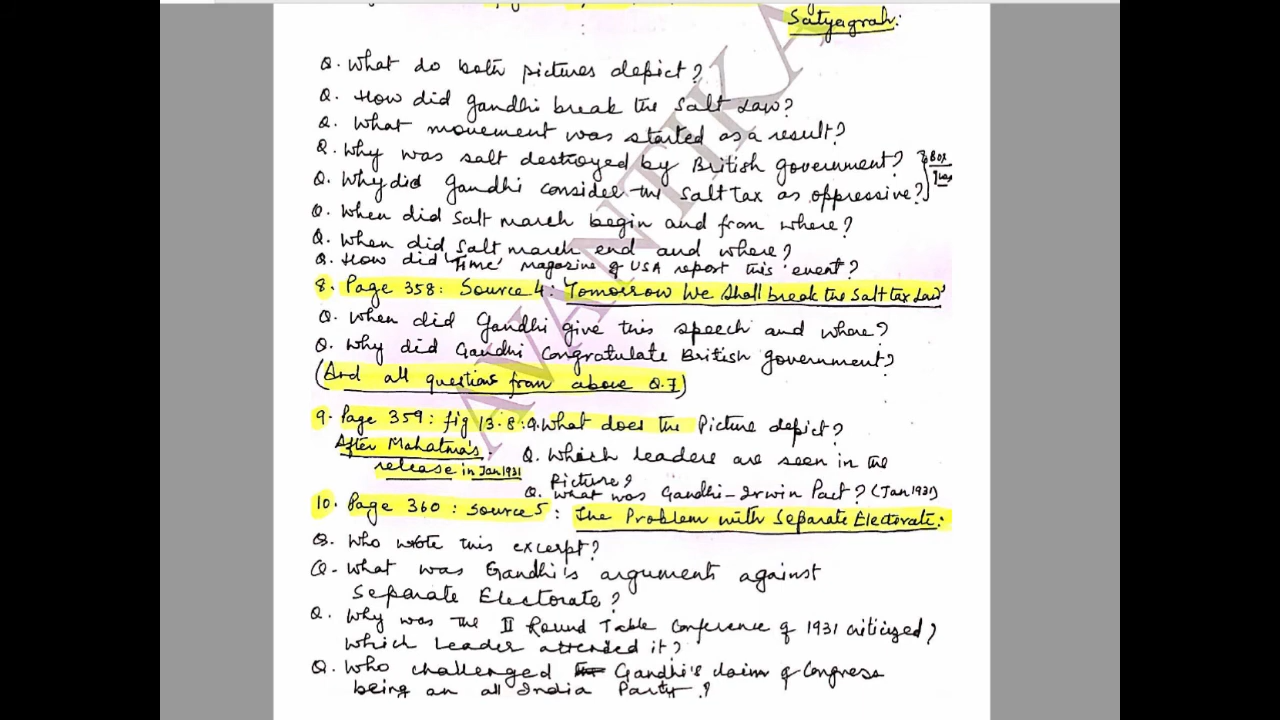 Satyagrah:
Q. What do both pictures depict?
Q. How did Gandhi break the Salt Law?
Q. What movement was started as a result?
Q. Why was salt destroyed by British government?
Box
Q. Why did Gandhi consider the Salt Tax as oppressive?
Q. When did Salt march begin and from where?
Q. When did Salt march end and where?
Q. How did 'Time' magazine of USA report this event?
8. Page 358: Source 4: 'Tomorrow We Shall break the Salt tax Law'
Q. When did Gandhi give this speech and where?
Q. Why did Gandhi Congratulate British government?
(And all questions from above Q.7)
9. Page 359: fig 13.8: Q. What does the Picture depict?
After Mahatma's
release in Jan 1931
Q. Which leaders are seen in the
picture?
Q. What was Gandhi-Irwin Pact? (Jan 1931)
10. Page 360: Source 5: The Problem with Separate Electorate:
Q. Who wrote this excerpt?
Q. What was Gandhi's arguments against
Separate Electorate?
Q. Why was the II Round Table Conference of 1931 criticized?
Which leader attended it?
Q. Who challenged Gandhi's claim of Congress
being an all India Party?
AVANTIKA